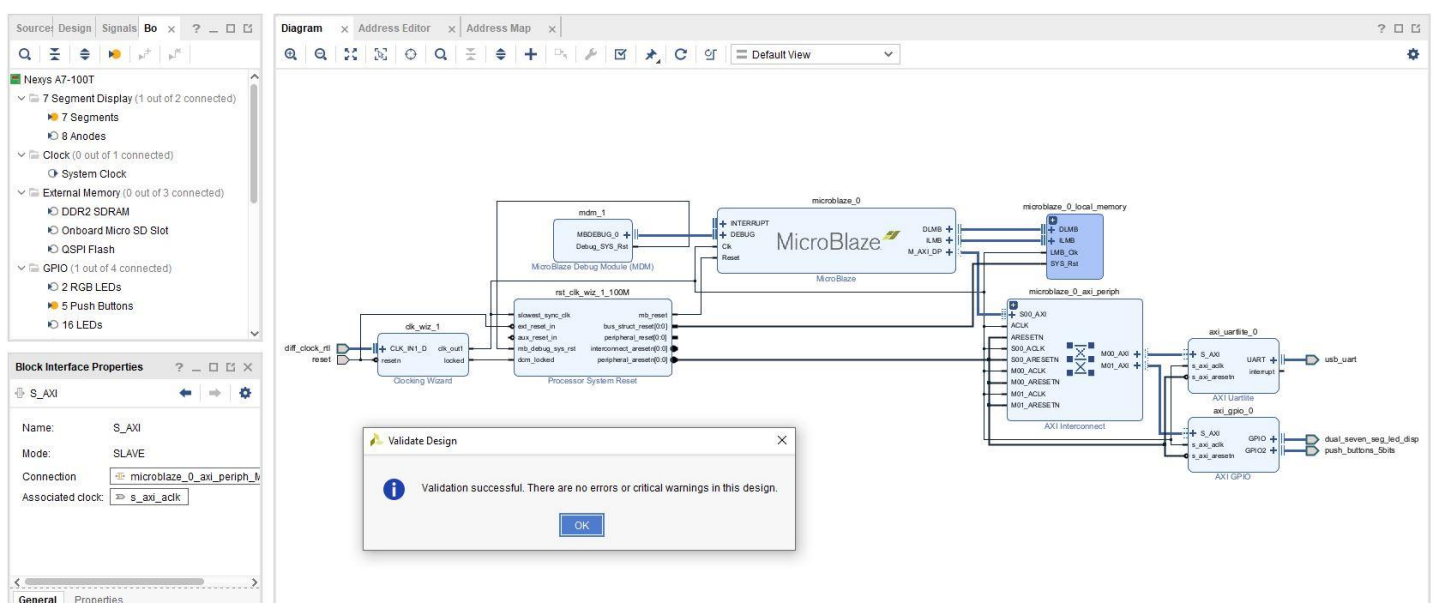 Source: Design Signals Bo × ? _
Diagram × Address Editor × Address Map × ?
Default View
Nexys A7-100T
7 Segment Display (1 out of 2 connected)
7 Segments
8 Anodes
Clock (0 out of 1 connected)
System Clock
External Memory (0 out of 3 connected)
DDR2 SDRAM
Onboard Micro SD Slot
QSPI Flash
GPIO (1 out of 4 connected)
2 RGB LEDs
5 Push Buttons
16 LEDs
Block Interface Properties ? _ ×
S_AXI
Name: S_AXI
Mode: SLAVE
Connection microblaze_0_axi_periph_M
Associated clock: s_axi_aclk
General Properties
diff_clock_rtl
reset
clk_wiz_1
CLK_IN1_D clk_out1
resetn locked
Clocking Wizard
mdm_1
MBDEBUG_0
Debug_SYS_Rst
MicroBlaze Debug Module (MDM)
rst_clk_wiz_1_100M
slowest_sync_clk mb_reset
ext_reset_in bus_struct_reset[0:0]
aux_reset_in peripheral_reset[0:0]
mb_debug_sys_rst interconnect_aresetn[0:0]
dcm_locked peripheral_aresetn[0:0]
Processor System Reset
microblaze_0
INTERRUPT
DEBUG DLMB
Clk ILMB
Reset M_AXI_DP
MicroBlaze
MicroBlaze
microblaze_0_local_memory
DLMB
ILMB
LMB_Clk
SYS_Rst
microblaze_0_axi_periph
S00_AXI
ACLK
ARESETN
S00_ACLK
S00_ARESETN M00_AXI
M00_ACLK M01_AXI
M00_ARESETN
M01_ACLK
M01_ARESETN
AXI Interconnect
axi_uartlite_0
S_AXI
s_axi_aclk UART
s_axi_aresetn interrupt
AXI Uartlite
usb_uart
axi_gpio_0
S_AXI
s_axi_aclk GPIO
s_axi_aresetn GPIO2
AXI GPIO
dual_seven_seg_led_disp
push_buttons_5bits
Validate Design ×
Validation successful. There are no errors or critical warnings in this design.
OK